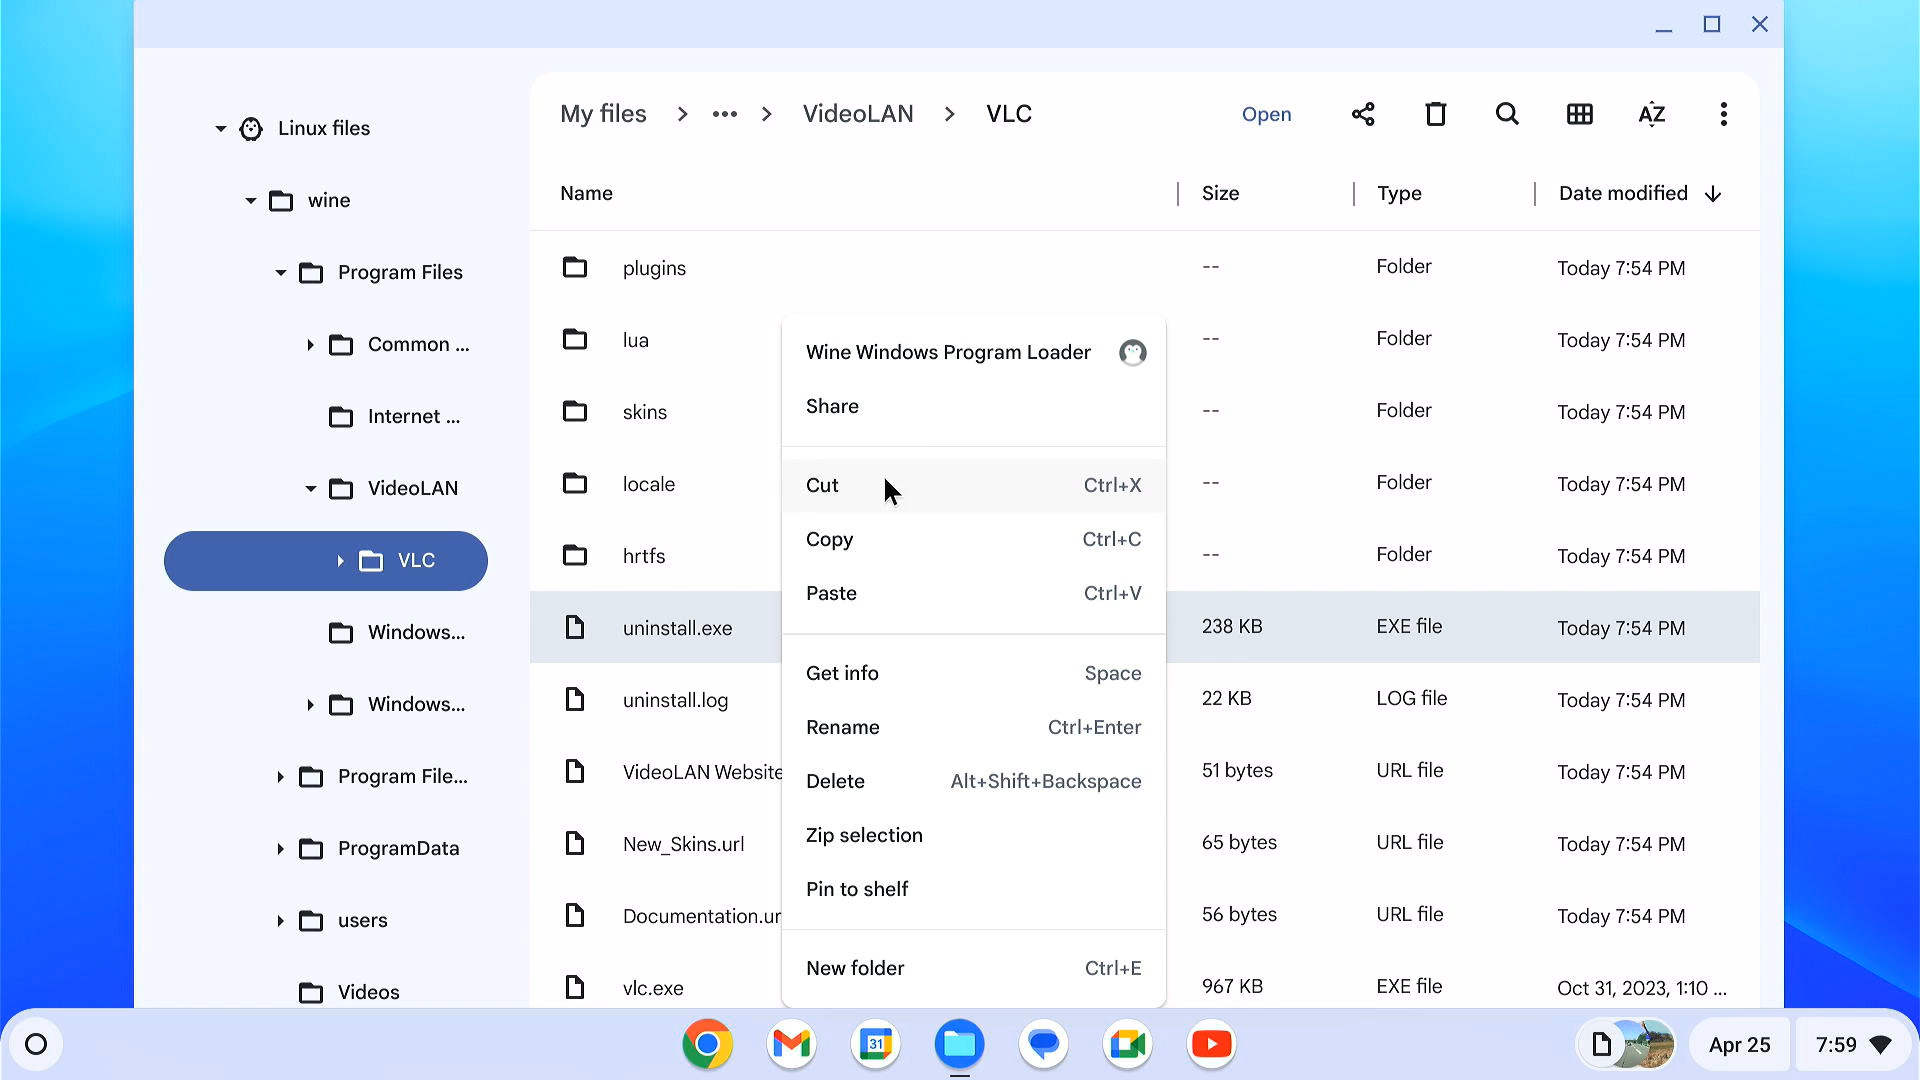 My files > ••• > VideoLAN > VLC
Open
AZ
Linux files
wine
Program Files
Common ...
Internet ...
VideoLAN
VLC
Windows...
Windows...
Program File...
ProgramData
users
Videos
Name Size Type Date modified
plugins -- Folder Today 7:54 PM
lua -- Folder Today 7:54 PM
skins -- Folder Today 7:54 PM
locale -- Folder Today 7:54 PM
hrtfs -- Folder Today 7:54 PM
uninstall.exe 238 KB EXE file Today 7:54 PM
uninstall.log 22 KB LOG file Today 7:54 PM
VideoLAN Website 51 bytes URL file Today 7:54 PM
New_Skins.url 65 bytes URL file Today 7:54 PM
Documentation.ur 56 bytes URL file Today 7:54 PM
vlc.exe 967 KB EXE file Oct 31, 2023, 1:10 ...
Wine Windows Program Loader
Share
Cut Ctrl+X
Copy Ctrl+C
Paste Ctrl+V
Get info Space
Rename Ctrl+Enter
Delete Alt+Shift+Backspace
Zip selection
Pin to shelf
New folder Ctrl+E
31
Apr 25
7:59